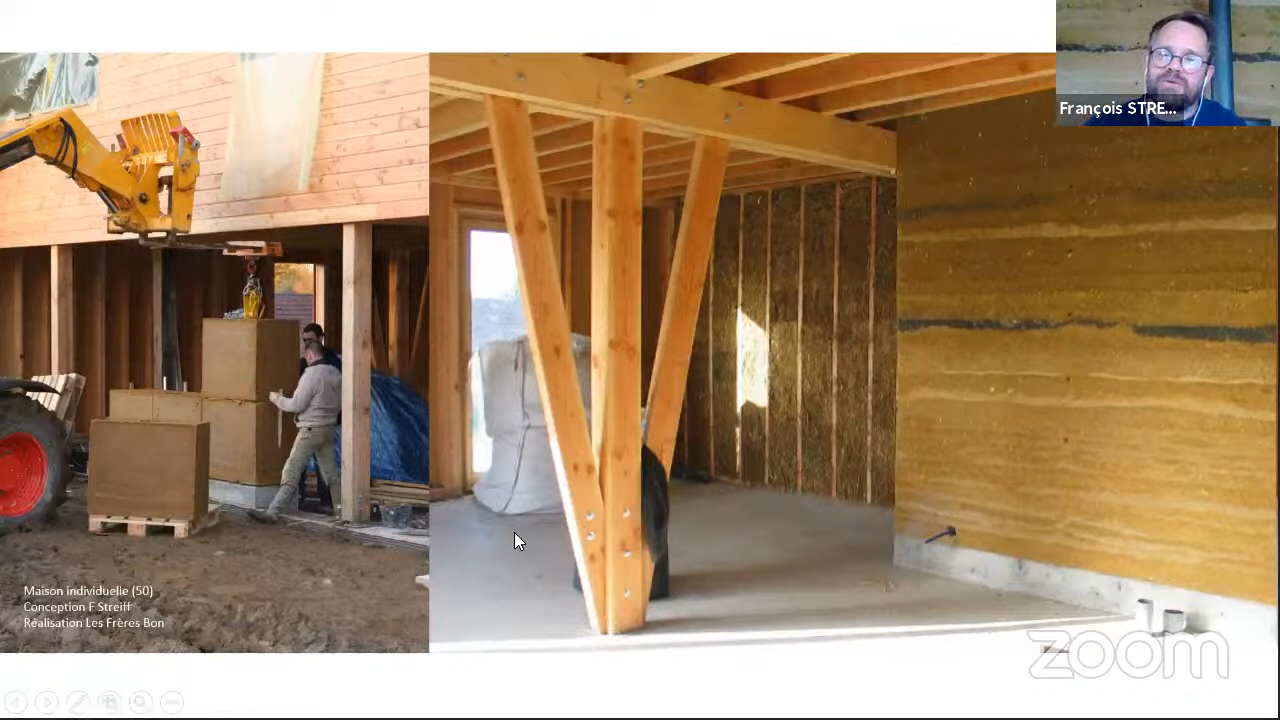 François STRE...
Maison individuelle (50)
Conception F Streiff
Réalisation Les Frères Bon
zoom